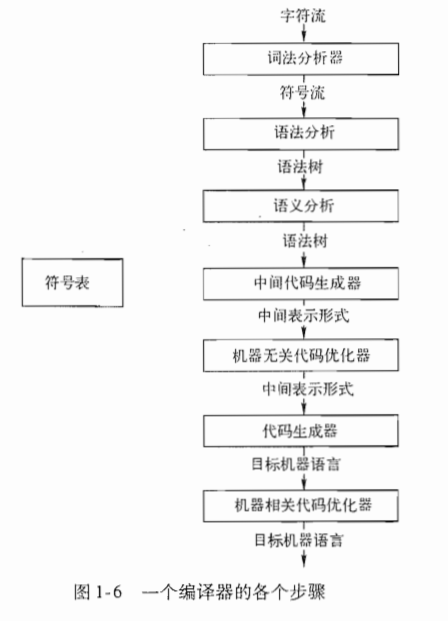 字符流
词法分析器
符号流
语法分析
语法树
语义分析
语法树
符号表
中间代码生成器
中间表示形式
机器无关代码优化器
中间表示形式
代码生成器
目标机器语言
机器相关代码优化器
目标机器语言
图 1-6 一个编译器的各个步骤